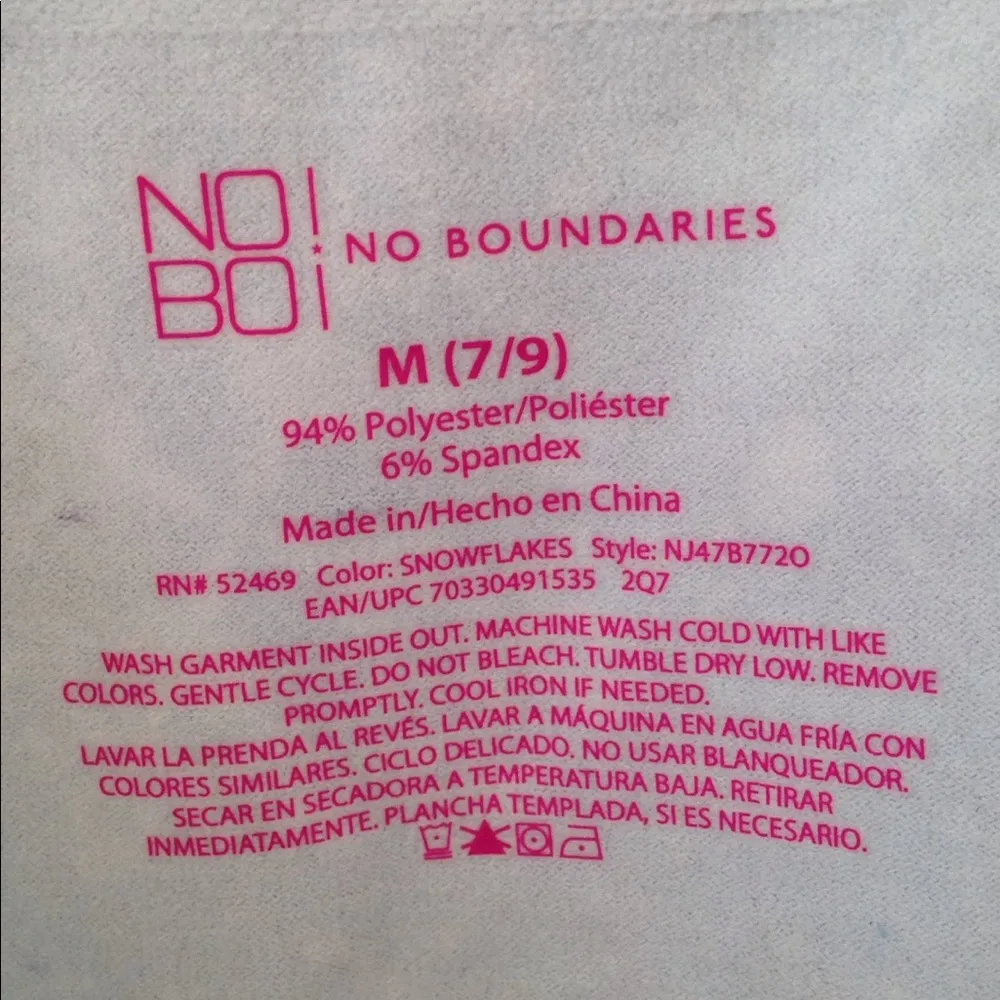 NO!
BO!
NO BOUNDARIES
M (7/9)
94% Polyester/Poliéster
6% Spandex
Made in/Hecho en China
RN# 52469 Color: SNOWFLAKES Style: NJ47B772O
EAN/UPC 70330491535 2Q7
WASH GARMENT INSIDE OUT. MACHINE WASH COLD WITH LIKE
COLORS. GENTLE CYCLE. DO NOT BLEACH. TUMBLE DRY LOW. REMOVE
PROMPTLY. COOL IRON IF NEEDED.
LAVAR LA PRENDA AL REVÉS. LAVAR A MÁQUINA EN AGUA FRÍA CON
COLORES SIMILARES. CICLO DELICADO. NO USAR BLANQUEADOR.
SECAR EN SECADORA A TEMPERATURA BAJA. RETIRAR
INMEDIATAMENTE. PLANCHA TEMPLADA, SI ES NECESARIO.